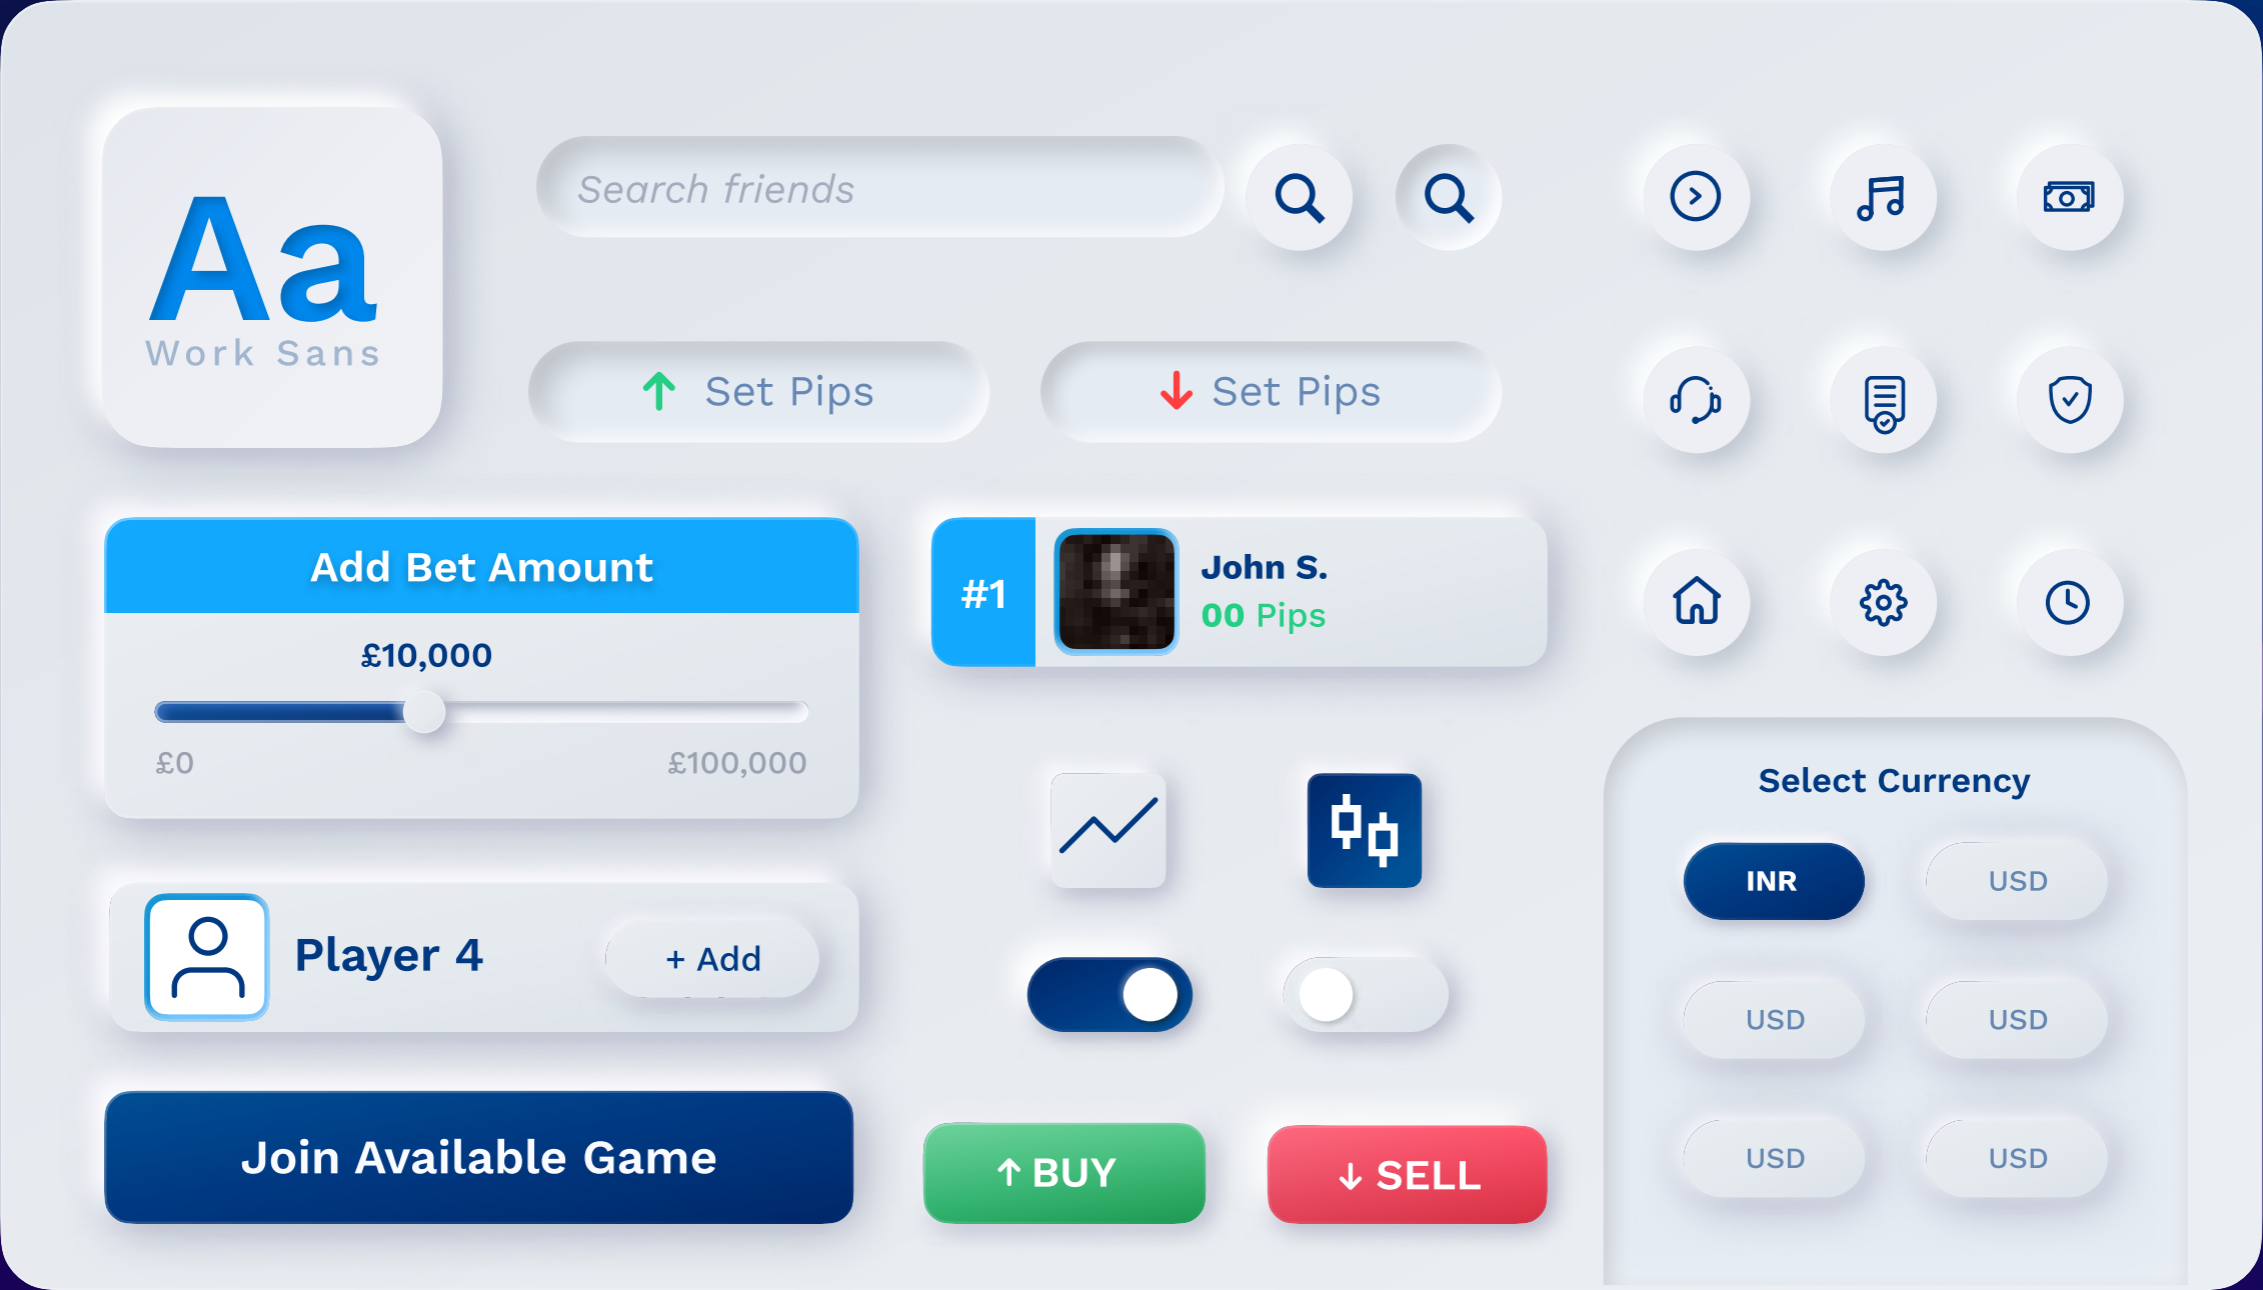 Aa
Work Sans
Search friends
Set Pips
Set Pips
Add Bet Amount
£10,000
£0
£100,000
#1
John S.
00 Pips
Player 4
+ Add
Join Available Game
↑ BUY
↓ SELL
Select Currency
INR
USD
USD
USD
USD
USD